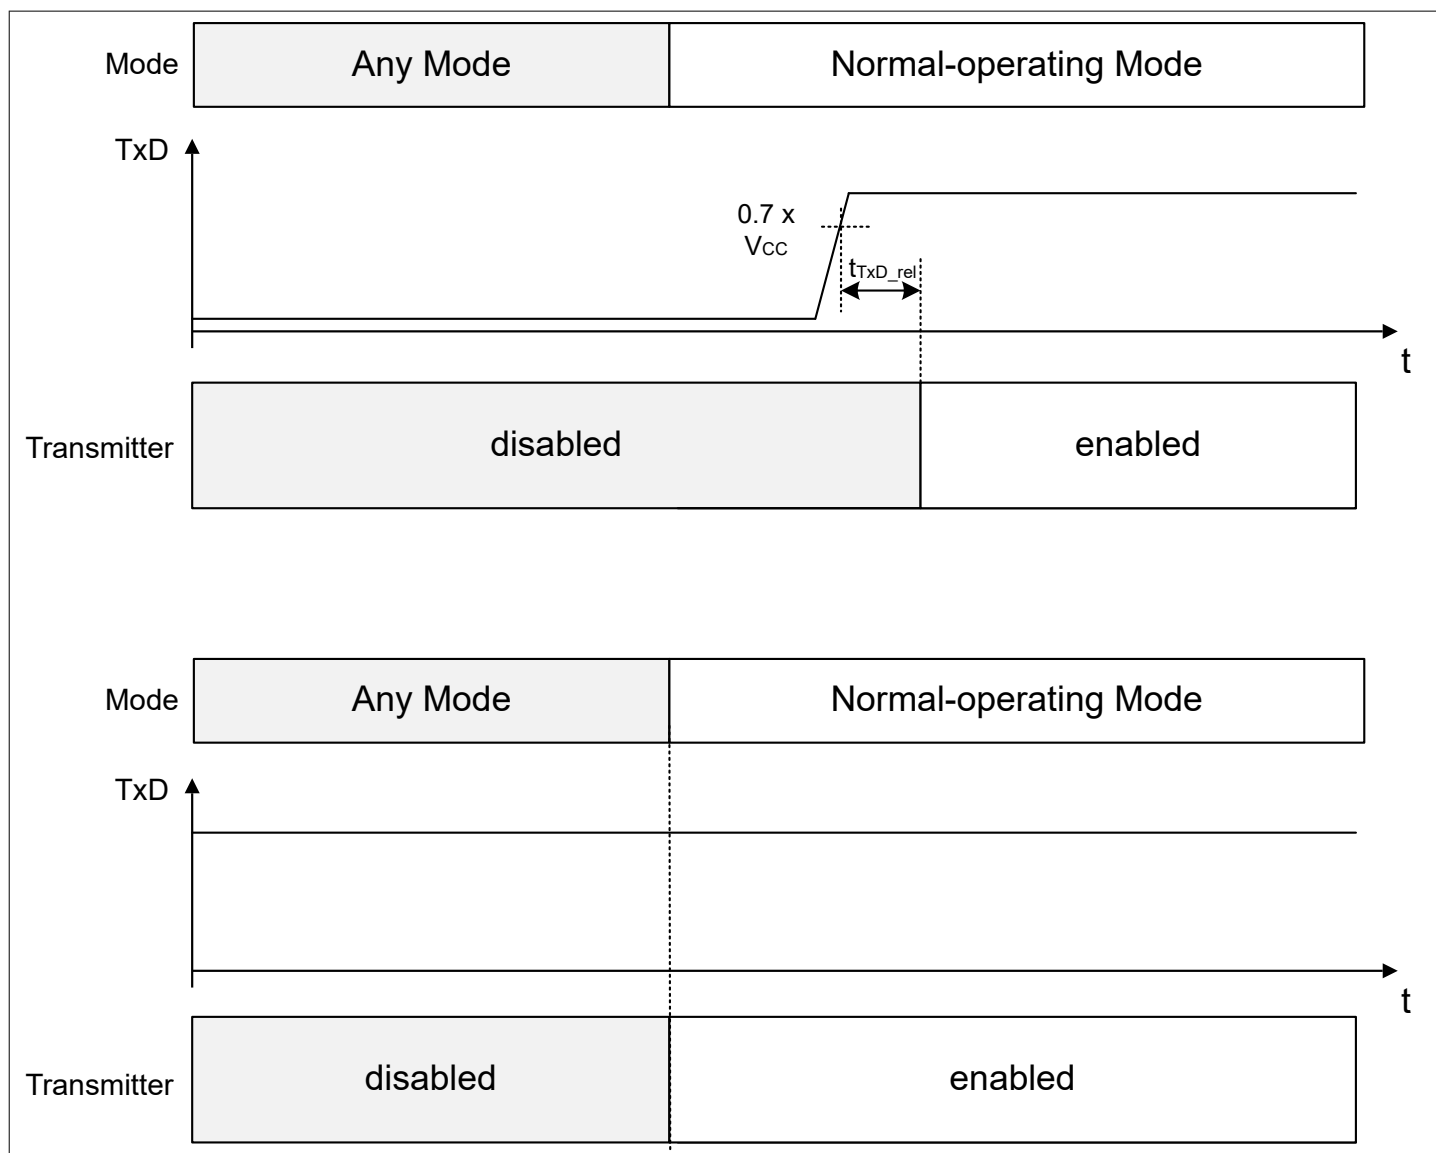 Mode
Any Mode
Normal-operating Mode
TxD
0.7 x
VCC
tTxD_rel
t
Transmitter
disabled
enabled
Mode
Any Mode
Normal-operating Mode
TxD
t
Transmitter
disabled
enabled